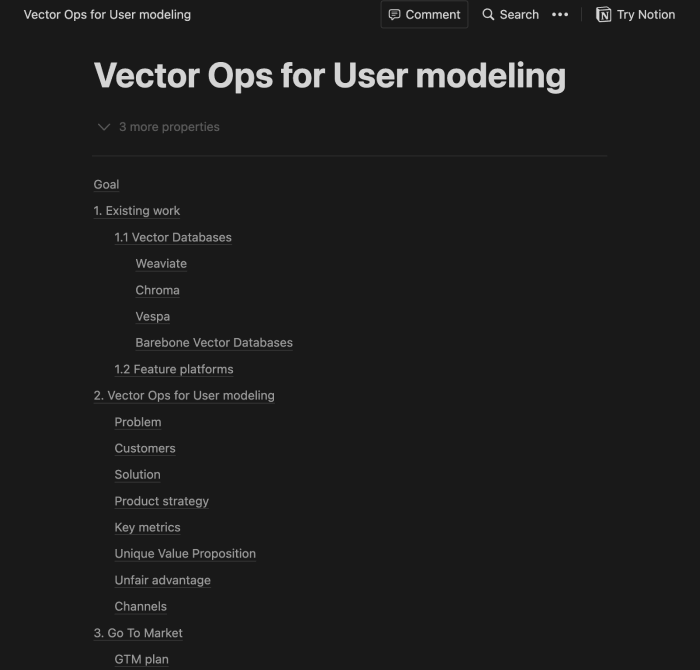 Vector Ops for User modeling Comment Search ••• Try Notion
Vector Ops for User modeling
3 more properties
Goal
1. Existing work
1.1 Vector Databases
Weaviate
Chroma
Vespa
Barebone Vector Databases
1.2 Feature platforms
2. Vector Ops for User modeling
Problem
Customers
Solution
Product strategy
Key metrics
Unique Value Proposition
Unfair advantage
Channels
3. Go To Market
GTM plan